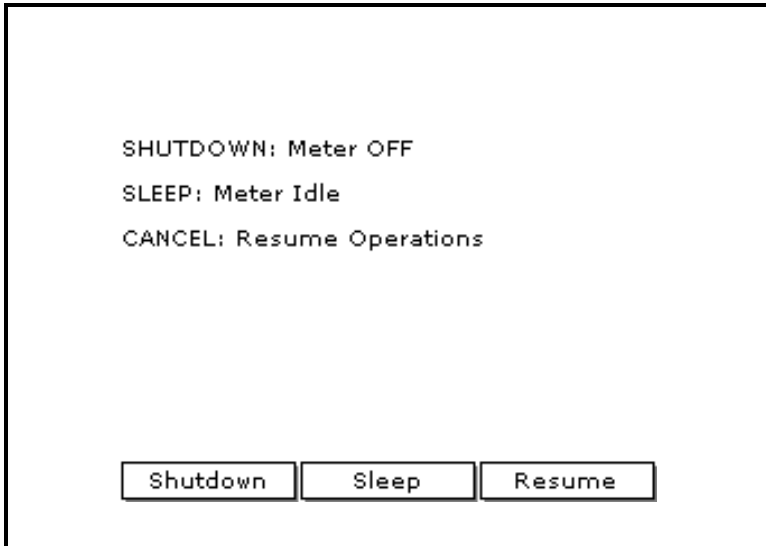 SHUTDOWN: Meter OFF
SLEEP: Meter Idle
CANCEL: Resume Operations
Shutdown Sleep Resume